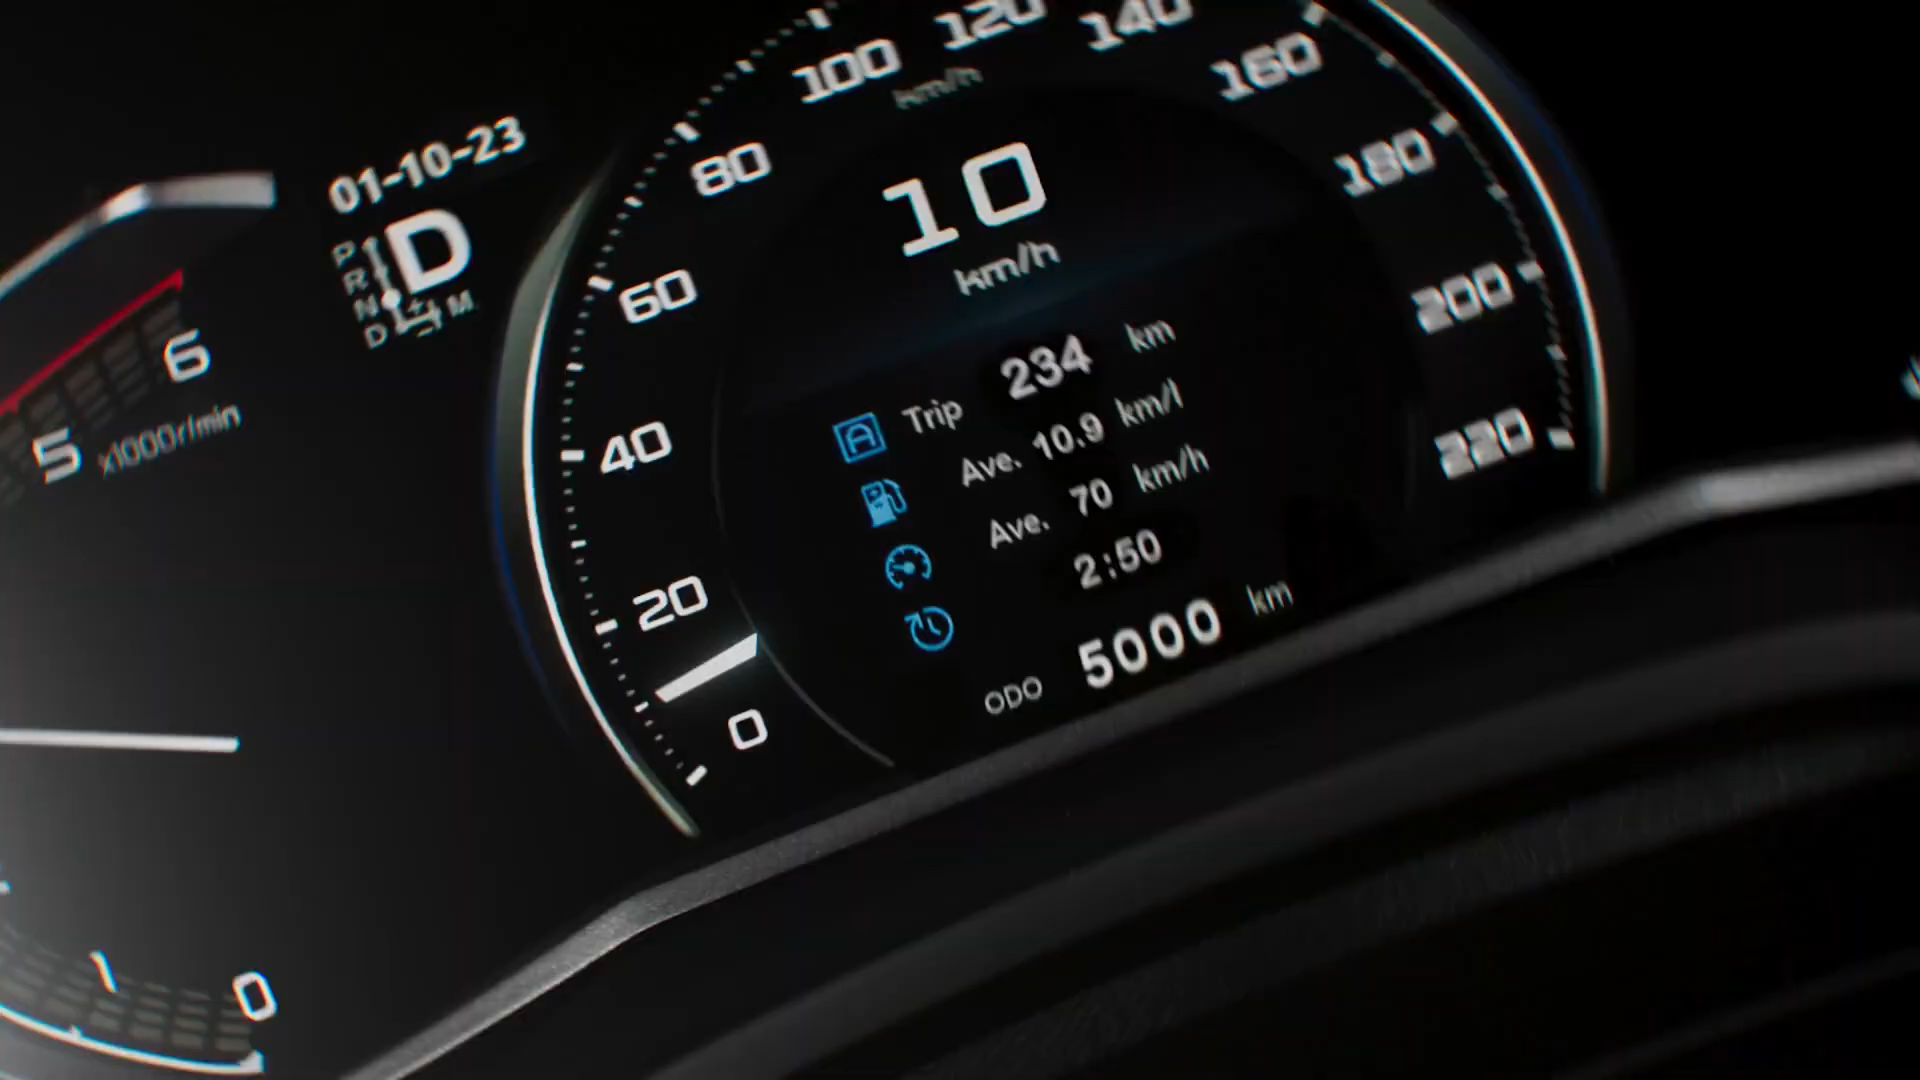 01-10-23
P
R
N
D
D
+
-
M
6
5
x1000r/min
1
0
0
20
40
60
80
100
120
140
160
180
200
220
km/h
10
km/h
A Trip 234 km
Ave. 10.9 km/l
Ave. 70 km/h
2:50
ODO 5000 km